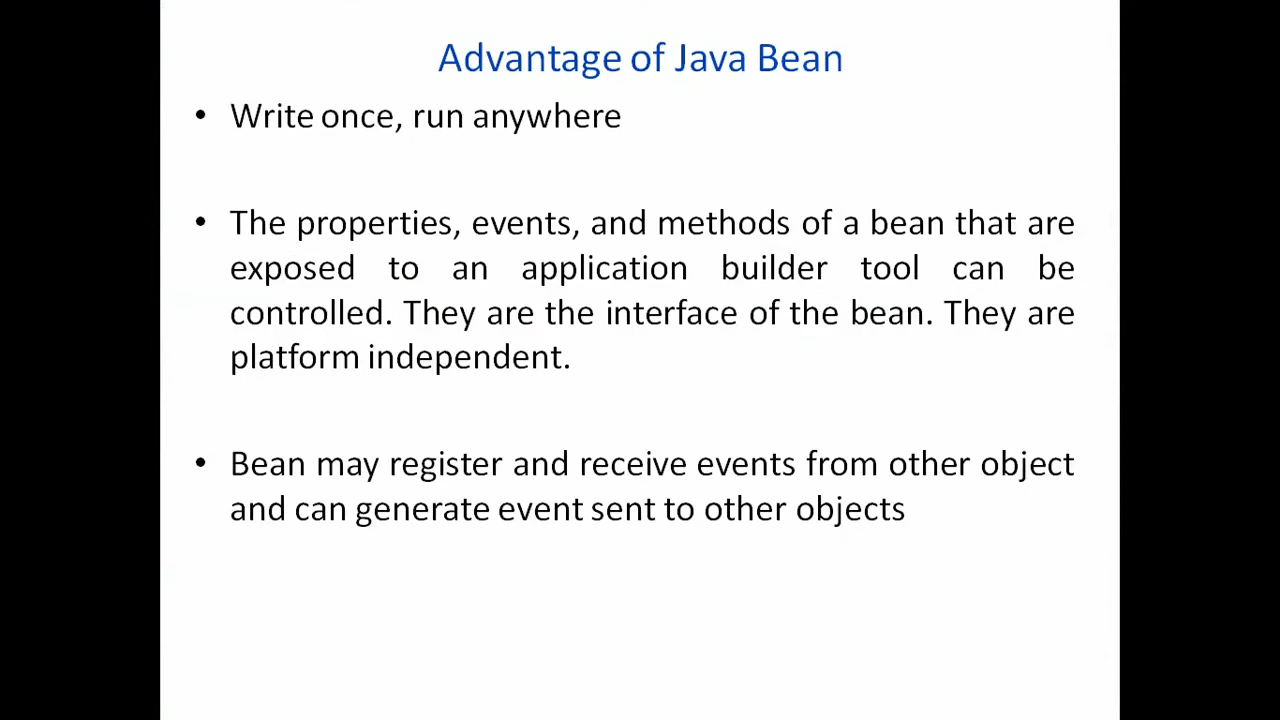 Advantage of Java Bean
• Write once, run anywhere
• The properties, events, and methods of a bean that are
exposed to an application builder tool can be
controlled. They are the interface of the bean. They are
platform independent.
• Bean may register and receive events from other object
and can generate event sent to other objects